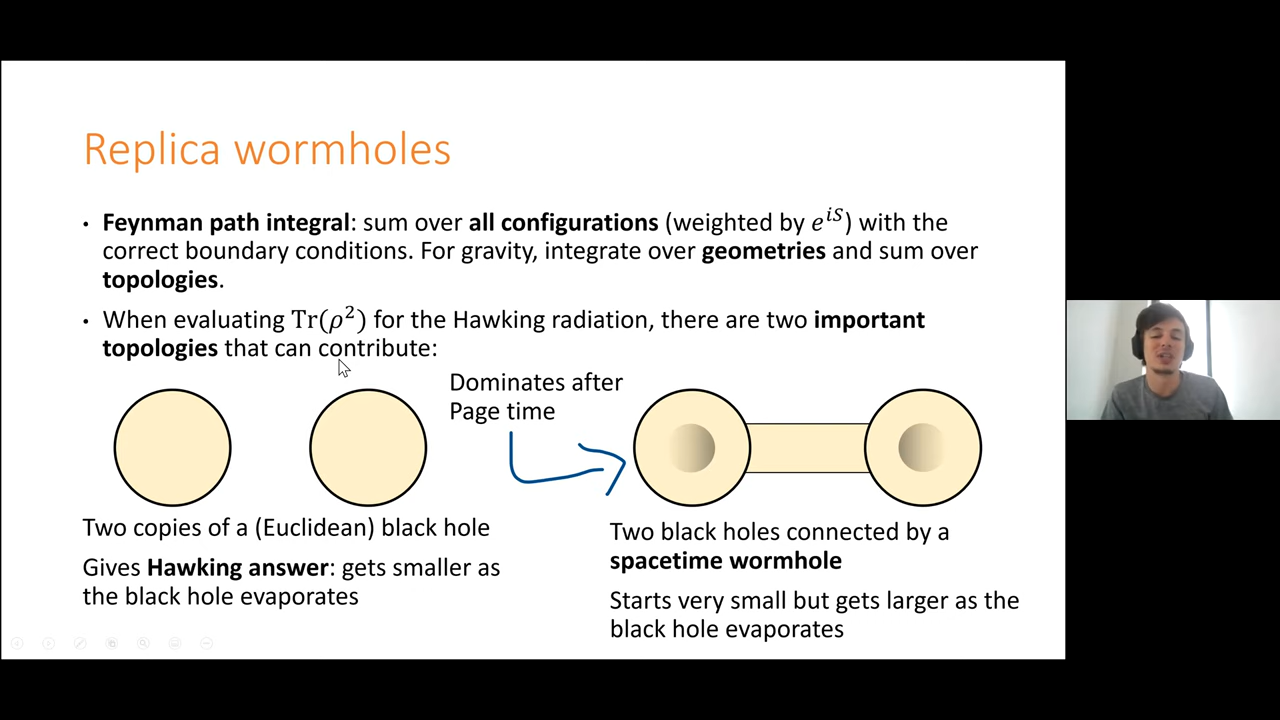 Replica wormholes
• Feynman path integral: sum over all configurations (weighted by e^{iS}) with the
correct boundary conditions. For gravity, integrate over geometries and sum over
topologies.
• When evaluating Tr(ρ²) for the Hawking radiation, there are two important
topologies that can contribute:
Dominates after
Page time
Two copies of a (Euclidean) black hole
Gives Hawking answer: gets smaller as
the black hole evaporates
Two black holes connected by a
spacetime wormhole
Starts very small but gets larger as the
black hole evaporates